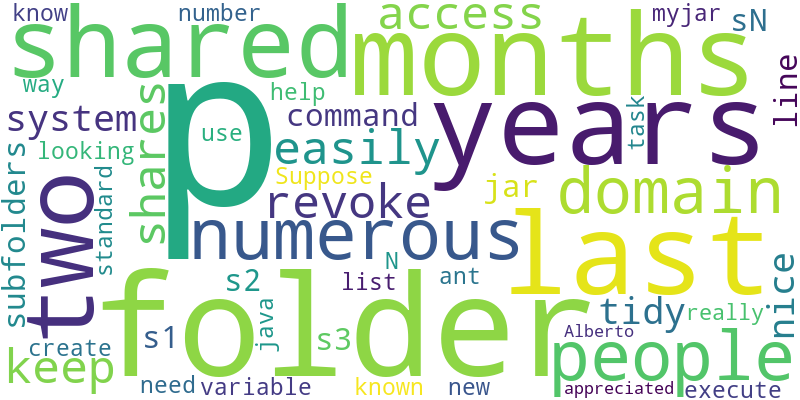 know
number
shared
access
myjar
sN
months
way
p
years
line
help
system
shares
use
command
task
looking
easily
Suppose
subfolders
two
standard
revoke
jar
domain
numerous
last
nice
folder
s2
N
list
ant
java
s1
s3
tidy
really
Alberto
create
keep
people
need
variable
known
new
appreciated
execute